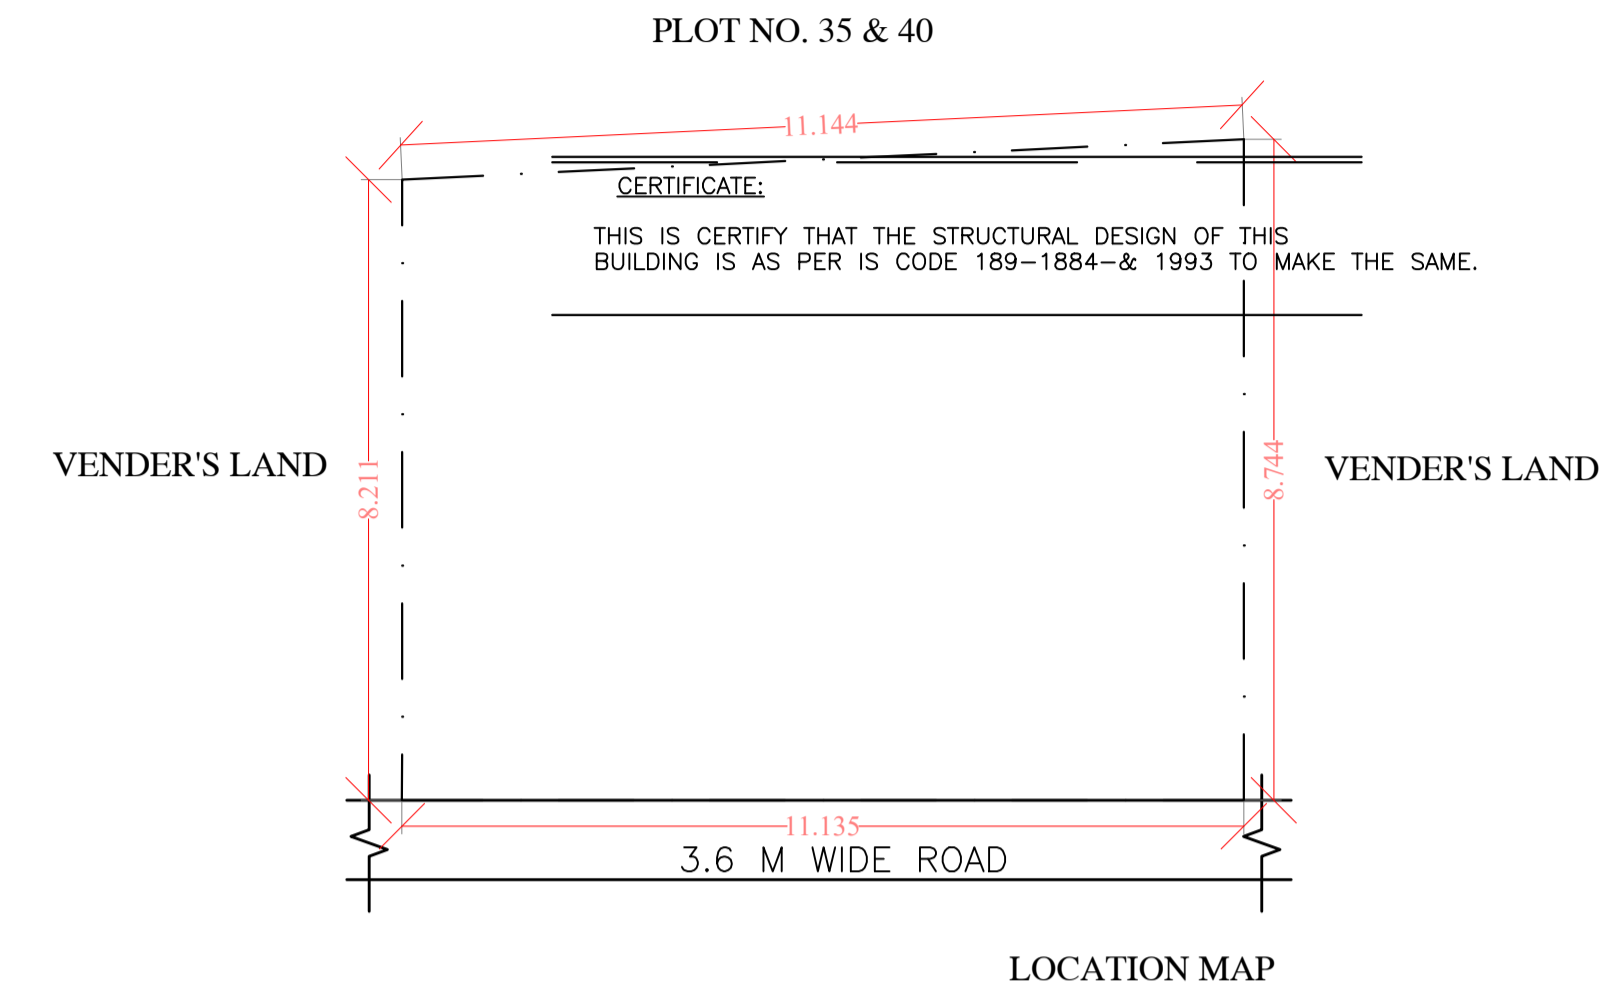 PLOT NO. 35 & 40
11.144
CERTIFICATE:
THIS IS CERTIFY THAT THE STRUCTURAL DESIGN OF THIS
BUILDING IS AS PER IS CODE 189-1884-& 1993 TO MAKE THE SAME.
VENDER'S LAND
8.211
8.744
VENDER'S LAND
11.135
3.6 M WIDE ROAD
LOCATION MAP